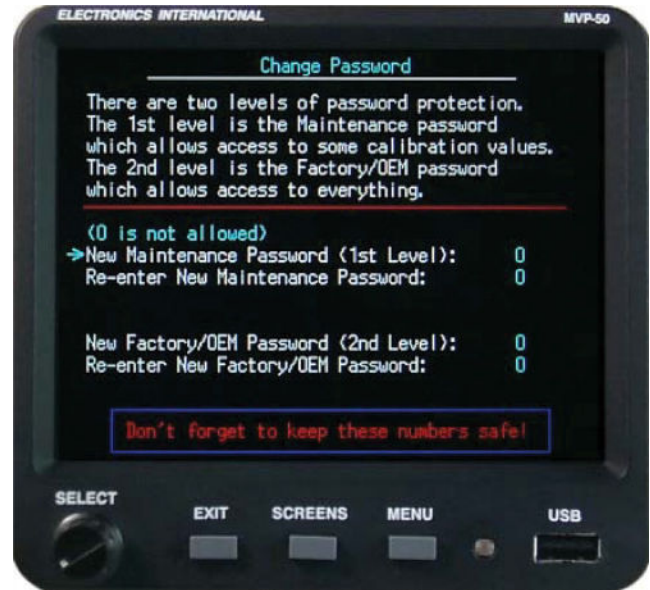 ELECTRONICS INTERNATIONAL MVP-50
Change Password
There are two levels of password protection.
The 1st level is the Maintenance password
which allows access to some calibration values.
The 2nd level is the Factory/OEM password
which allows access to everything.
(0 is not allowed)
→New Maintenance Password (1st Level): 0
Re-enter New Maintenance Password: 0
New Factory/OEM Password (2nd Level): 0
Re-enter New Factory/OEM Password: 0
Don't forget to keep these numbers safe!
SELECT EXIT SCREENS MENU USB